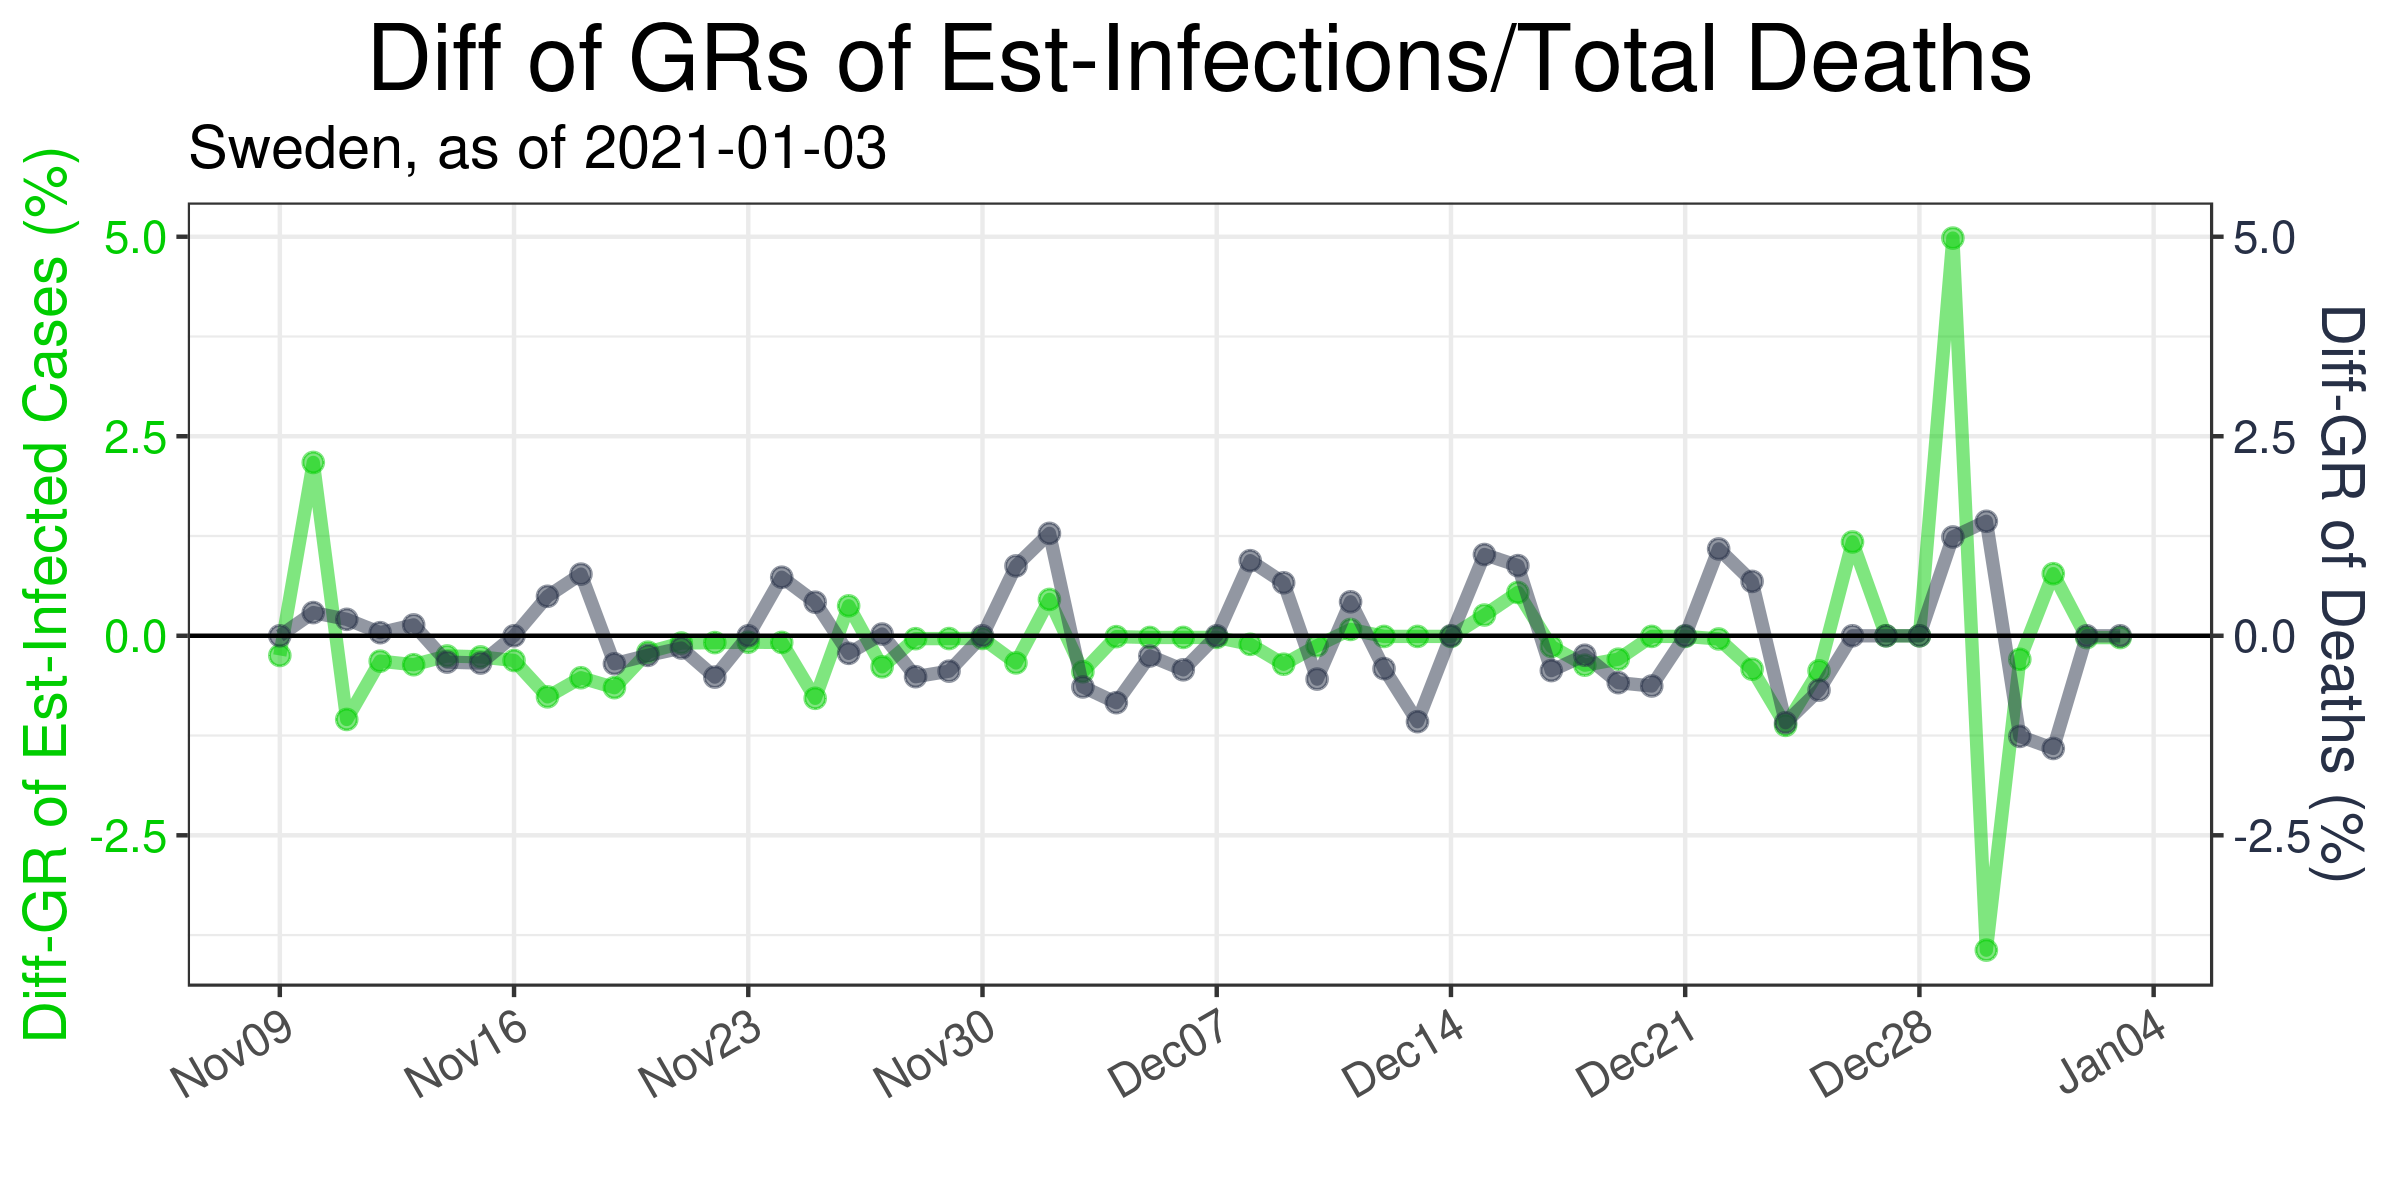 Diff of GRs of Est-Infections/Total Deaths
Sweden, as of 2021-01-03
Diff-GR of Est-Infected Cases (%)
5.0
2.5
0.0
-2.5
5.0
2.5
0.0
-2.5
Diff-GR of Deaths (%)
Nov09
Nov16
Nov23
Nov30
Dec07
Dec14
Dec21
Dec28
Jan04